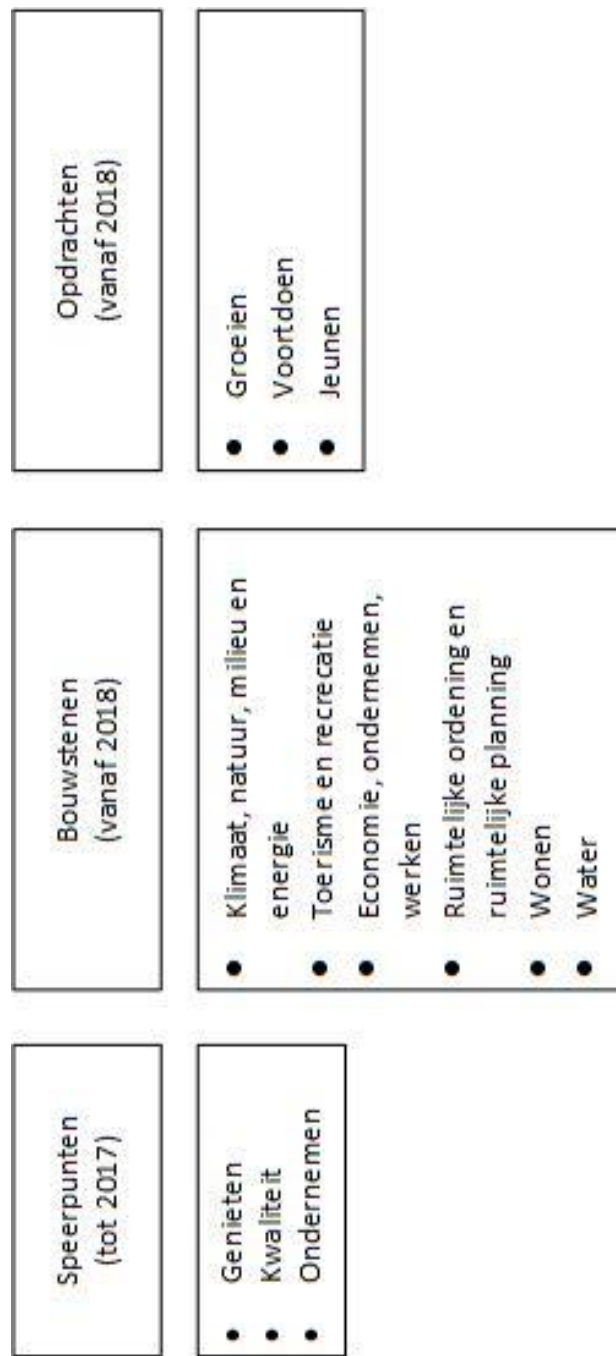 Speerpunten
(tot 2017)
• Genieten
• Kwaliteit
• Ondernemen
Bouwstenen
(vanaf 2018)
• Klimaat, natuur, milieu en
energie
• Toerisme en recrecatie
• Economie, ondernemen,
werken
• Ruimtelijke ordening en
ruimtelijke planning
• Wonen
• Water
Opdrachten
(vanaf 2018)
• Groeien
• Voortdoen
• Jeunen